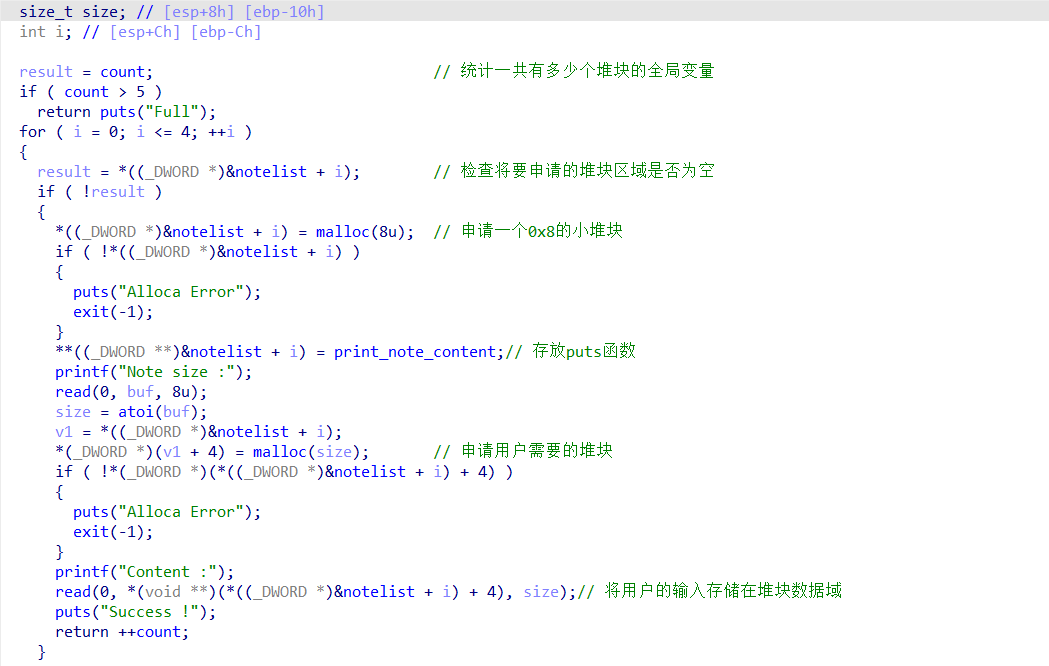 size_t size; // [esp+8h] [ebp-10h]
int i; // [esp+Ch] [ebp-Ch]
result = count; // 统计一共有多少个堆块的全局变量
if ( count > 5 )
return puts("Full");
for ( i = 0; i <= 4; ++i )
{
result = *((_DWORD *)&notelist + i); // 检查将要申请的堆块区域是否为空
if ( !result )
{
*((_DWORD *)&notelist + i) = malloc(8u); // 申请一个0x8的小堆块
if ( !*((_DWORD *)&notelist + i) )
{
puts("Alloca Error");
exit(-1);
}
**((_DWORD **)&notelist + i) = print_note_content;// 存放puts函数
printf("Note size :");
read(0, buf, 8u);
size = atoi(buf);
v1 = *((_DWORD *)&notelist + i);
*(_DWORD *)(v1 + 4) = malloc(size); // 申请用户需要的堆块
if ( !*(_DWORD *)(*((_DWORD *)&notelist + i) + 4) )
{
puts("Alloca Error");
exit(-1);
}
printf("Content :");
read(0, *(void **)(*((_DWORD *)&notelist + i) + 4), size);// 将用户的输入存储在堆块数据域
puts("Success !");
return ++count;
}